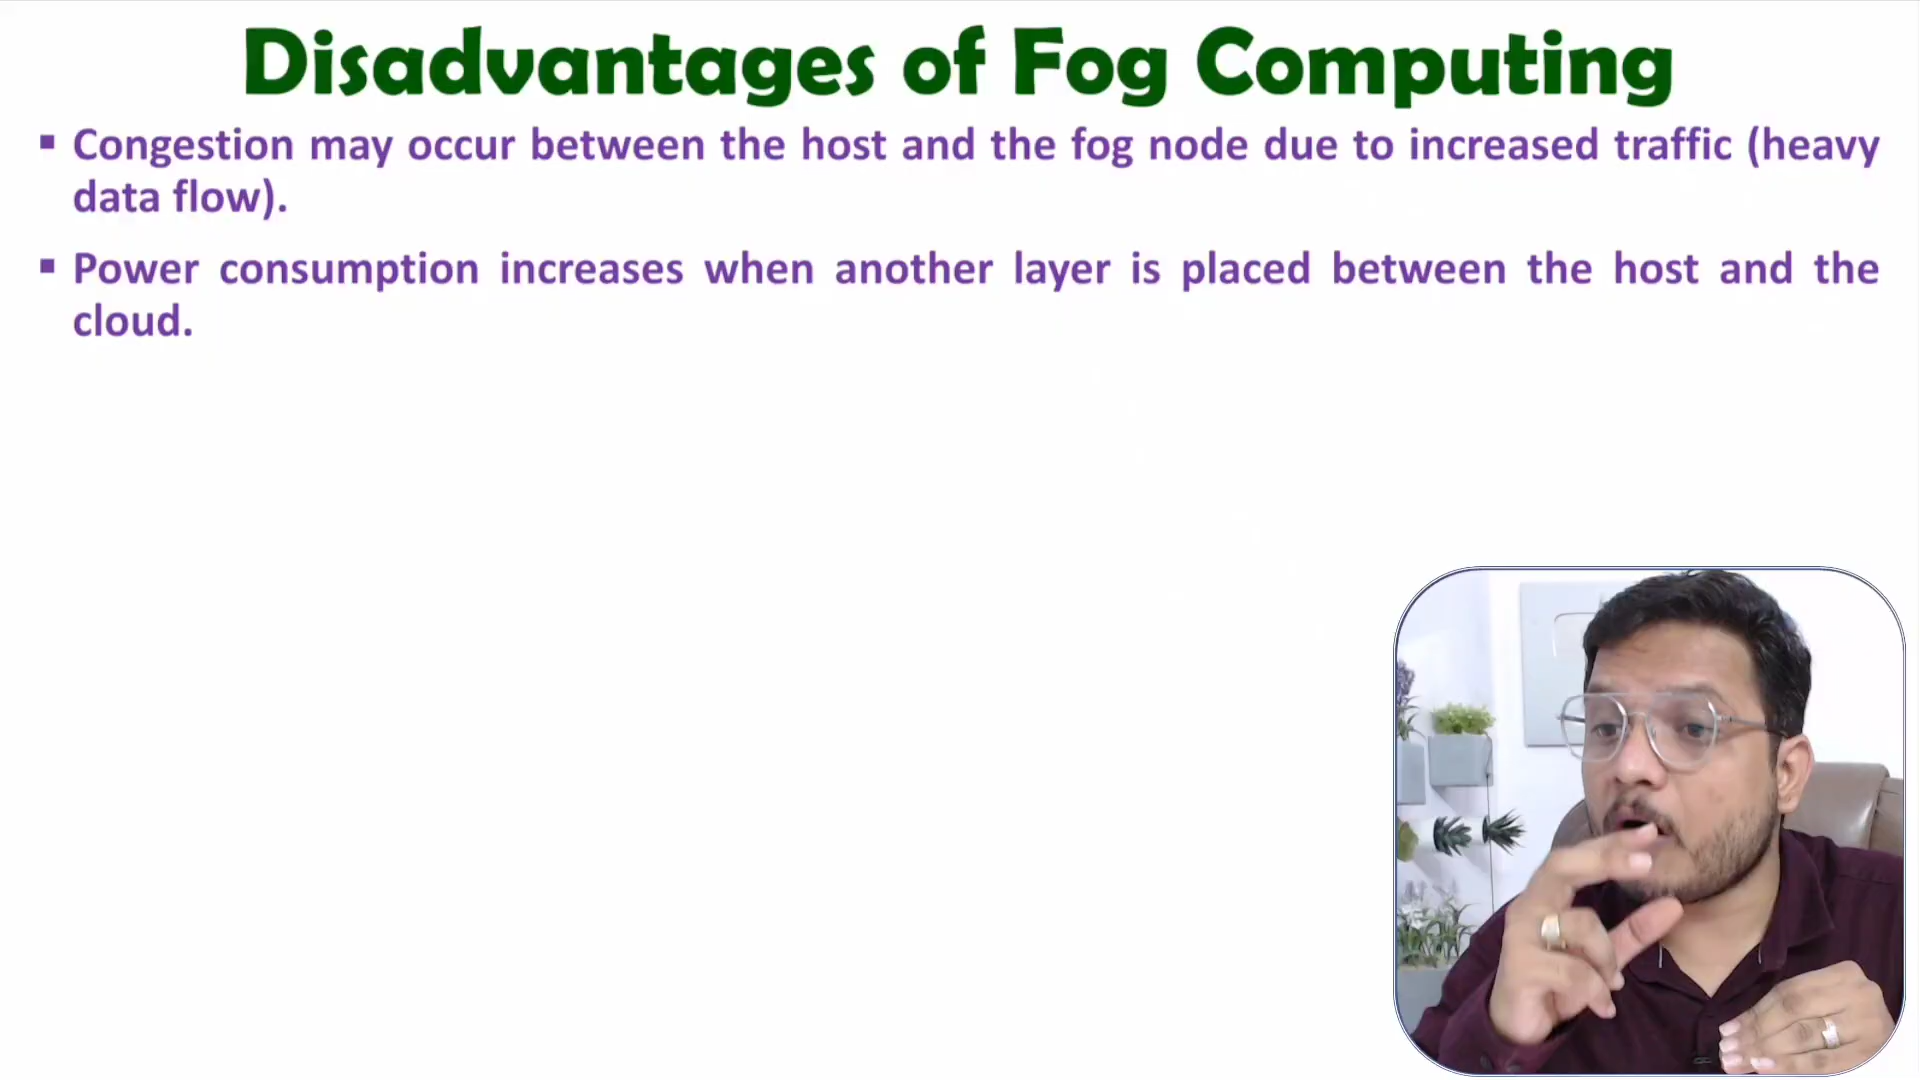 Disadvantages of Fog Computing
▪ Congestion may occur between the host and the fog node due to increased traffic (heavy
data flow).
▪ Power consumption increases when another layer is placed between the host and the
cloud.